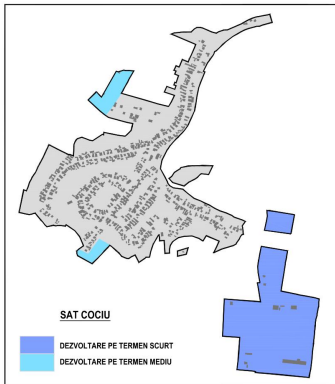 SAT COCIU
DEZVOLTARE PE TERMEN SCURT
DEZVOLTARE PE TERMEN MEDIU